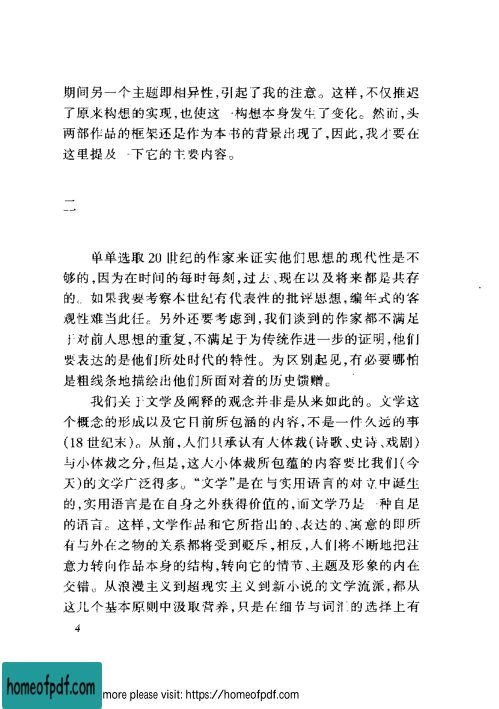 期间另一个主题即相异性,引起了我的注意。这样,不仅推迟
了原来构想的实现,也使这一构想本身发生了变化。然而,头
两部作品的框架还是作为本书的背景出现了,因此,我才要在
这里提及一下它的主要内容。
二
单单选取20世纪的作家来证实他们思想的现代性是不
够的,因为在时间的每时每刻,过去、现在以及将来都是共存
的。如果我要考察本世纪有代表性的批评思想,编年式的客
观性难当此任。另外还要考虑到,我们谈到的作家都不满足
于对前人思想的重复,不满足于为传统作进一步的证明,他们
要表达的是他们所处时代的特性。为区别起见,有必要哪怕
是粗线条地描绘出他们所面对着的历史馈赠。
我们关于文学及阐释的观念并非是从来如此的。文学这
个概念的形成以及它目前所包涵的内容,不是一件久远的事
(18世纪末)。从前,人们只承认有大体裁(诗歌、史诗、戏剧)
与小体裁之分,但是,这大小体裁所包蕴的内容要比我们(今
天)的文学广泛得多。“文学”是在与实用语言的对立中诞生
的,实用语言是在自身之外获得价值的,而文学乃是一种自足
的语言。这样,文学作品和它所指出的、表达的、寓意的即所
有与外在之物的关系都将受到贬斥,相反,人们将不断地把注
意力转向作品本身的结构,转向它的情节、主题及形象的内在
交错。从浪漫主义到超现实主义到新小说的文学流派,都从
这几个基本原则中汲取营养,只是在细节与词汇的选择上有
4
homeofpdf.com
more please visit: https://homeofpdf.com